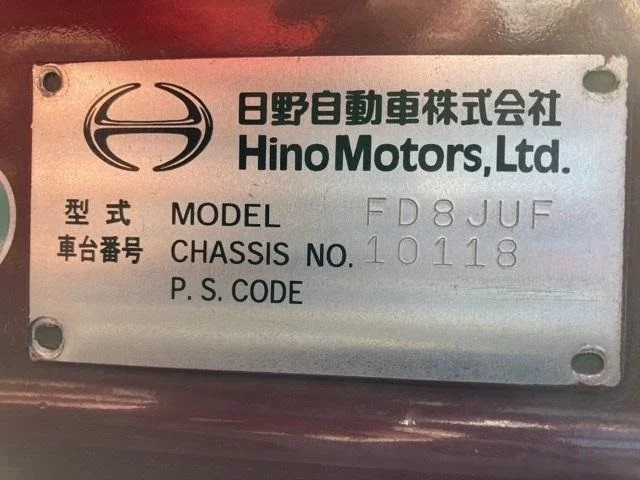 日野自動車株式会社
Hino Motors, Ltd.
型式 MODEL FD8JUF
車台番号 CHASSIS NO. 10118
P. S. CODE